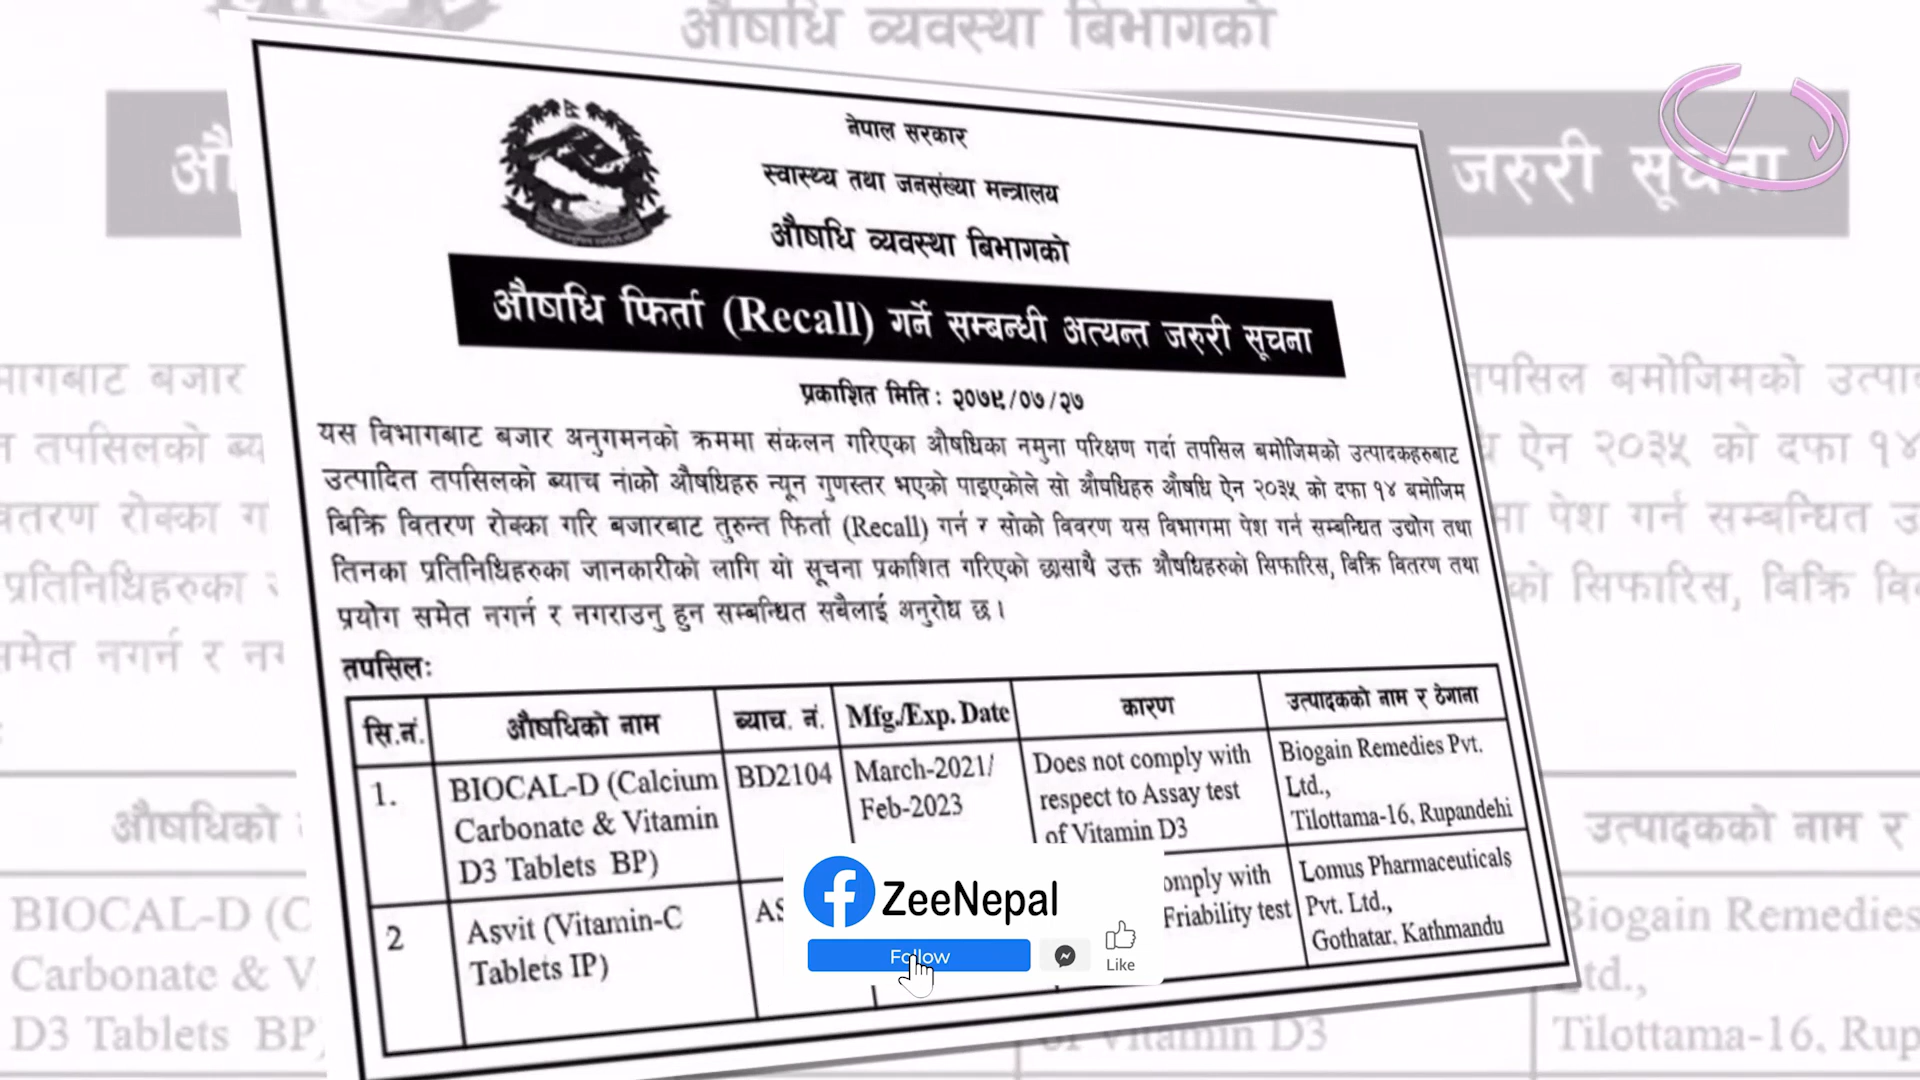 नेपाल सरकार
स्वास्थ्य तथा जनसंख्या मन्त्रालय
औषधि व्यवस्था बिभागको
औषधि फिर्ता (Recall) गर्ने सम्बन्धी अत्यन्त जरुरी सूचना
प्रकाशित मिति : २०७९/०७/२७
यस विभागबाट बजार अनुगमनको क्रममा संकलन गरिएका औषधिका नमुना परिक्षण गर्दा तपसिल बमोजिमको उत्पादकहरुबाट
उत्पादित तपसिलको ब्याच नांको औषधिहरु न्यून गुणस्तर भएको पाइएकोले सो औषधिहरु औषधि ऐन २०३५ को दफा १४ बमोजिम
बिक्रि वितरण रोक्का गरि बजारबाट तुरुन्त फिर्ता (Recall) गर्न र सोको विवरण यस विभागमा पेश गर्न सम्बन्धित उद्योग तथा
तिनका प्रतिनिधिहरुका जानकारीको लागि यो सूचना प्रकाशित गरिएको छ।साथै उक्त औषधिहरुको सिफारिस, बिक्रि वितरण तथा
प्रयोग समेत नगर्न र नगराउनु हुन सम्बन्धित सबैलाई अनुरोध छ ।
तपसिलः
सि.नं. औषधिको नाम ब्याच. नं. Mfg./Exp. Date कारण उत्पादकको नाम र ठेगाना
1. BIOCAL-D (Calcium BD2104 March-2021/ Does not comply with Biogain Remedies Pvt.
Carbonate & Vitamin Feb-2023 respect to Assay test Ltd.,
D3 Tablets BP) of Vitamin D3 Tilottama-16, Rupandehi
2 Asvit (Vitamin-C AS omply with Lomus Pharmaceuticals
Tablets IP) Friability test Pvt. Ltd.,
Gothatar, Kathmandu
ZeeNepal
Follow
Like
औषधि व्यवस्था बिभागको
जरुरी सूचना